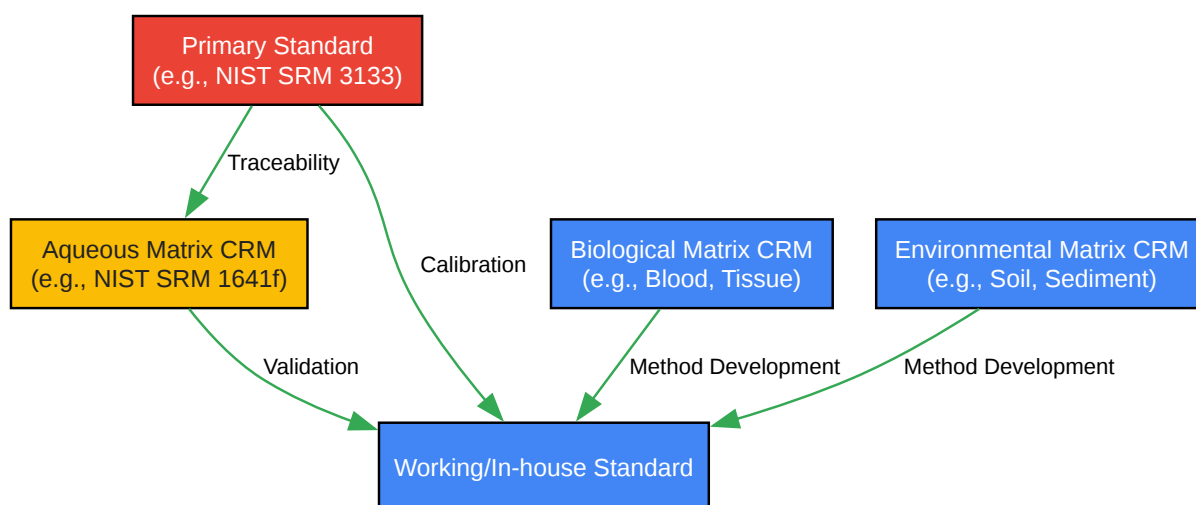 Primary Standard
(e.g., NIST SRM 3133)
Traceability
Aqueous Matrix CRM
(e.g., NIST SRM 1641f)
Calibration
Biological Matrix CRM
(e.g., Blood, Tissue)
Environmental Matrix CRM
(e.g., Soil, Sediment)
Validation
Method Development
Method Development
Working/In-house Standard